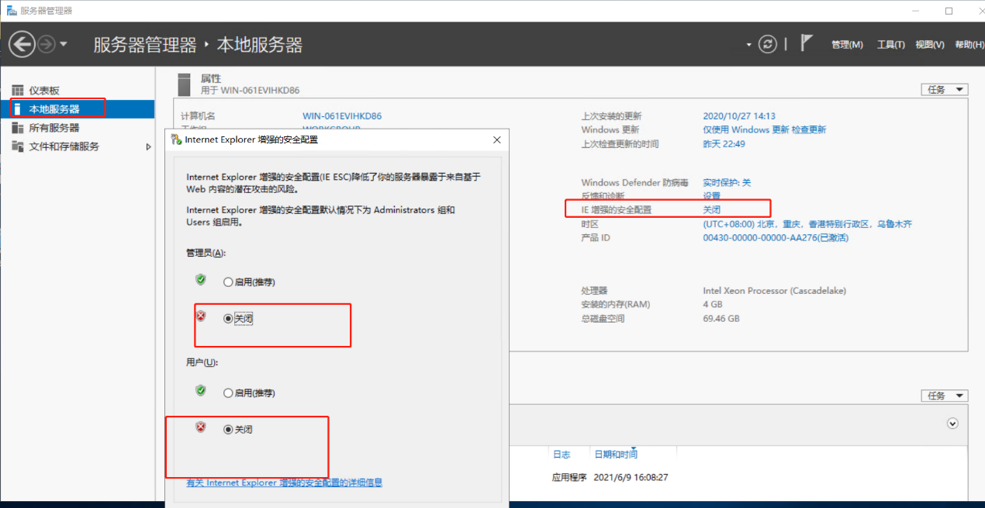 服务器管理器
服务器管理器 · 本地服务器
管理(M) 工具(T) 视图(V) 帮助(H)
仪表板
本地服务器
所有服务器
文件和存储服务
属性
用于 WIN-061EVIHKD86
任务
计算机名 WIN-061EVIHKD86
上次安装的更新 2020/10/27 14:13
Windows 更新 仅使用 Windows 更新 检查更新
上次检查更新的时间 昨天 22:49
Windows Defender 防病毒 实时保护: 关
反馈和诊断 设置
IE 增强的安全配置 关闭
时区 (UTC+08:00) 北京，重庆，香港特别行政区，乌鲁木齐
产品 ID 00430-00000-00000-AA276(已激活)
处理器 Intel Xeon Processor (Cascadelake)
安装的内存(RAM) 4 GB
总磁盘空间 69.46 GB
Internet Explorer 增强的安全配置
Internet Explorer 增强的安全配置(IE ESC)降低了你的服务器暴露于来自基于
Web 内容的潜在攻击的风险。
Internet Explorer 增强的安全配置默认情况下为 Administrators 组和
Users 组启用。
管理员(A):
启用(推荐)
关闭
用户(U):
启用(推荐)
关闭
有关 Internet Explorer 增强的安全配置的详细信息
任务
日志 日期和时间
应用程序 2021/6/9 16:08:27